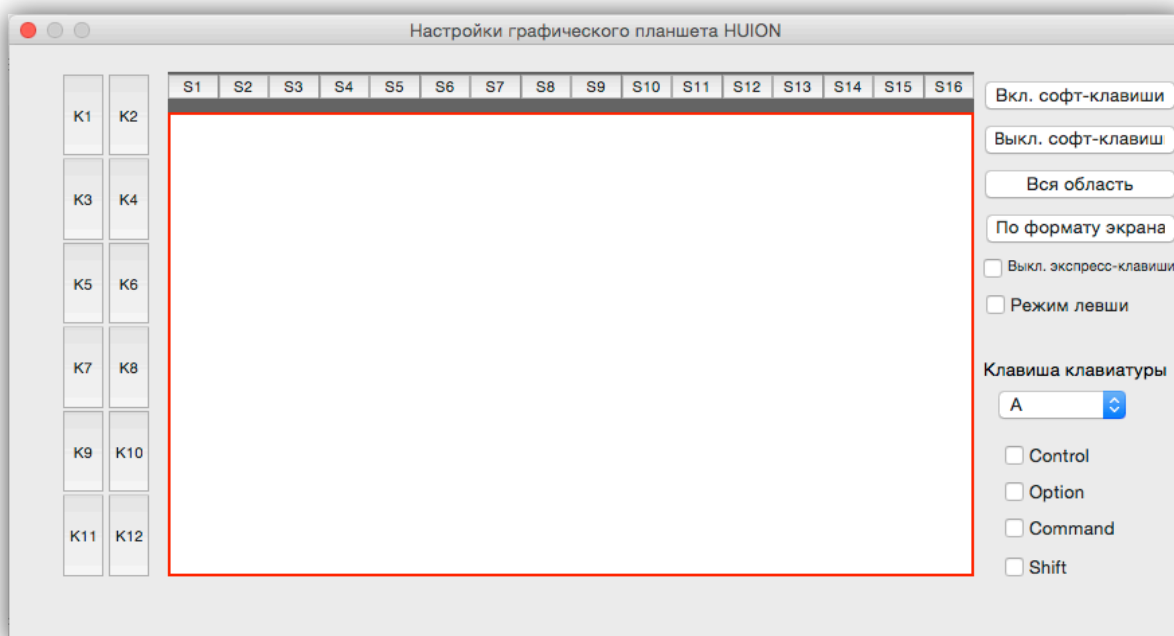 Настройки графического планшета HUION
S1 S2 S3 S4 S5 S6 S7 S8 S9 S10 S11 S12 S13 S14 S15 S16
K1 K2
K3 K4
K5 K6
K7 K8
K9 K10
K11 K12
Вкл. софт-клавиши
Выкл. софт-клавиш
Вся область
По формату экрана
Выкл. экспресс-клавиши
Режим левши
Клавиша клавиатуры
A
Control
Option
Command
Shift